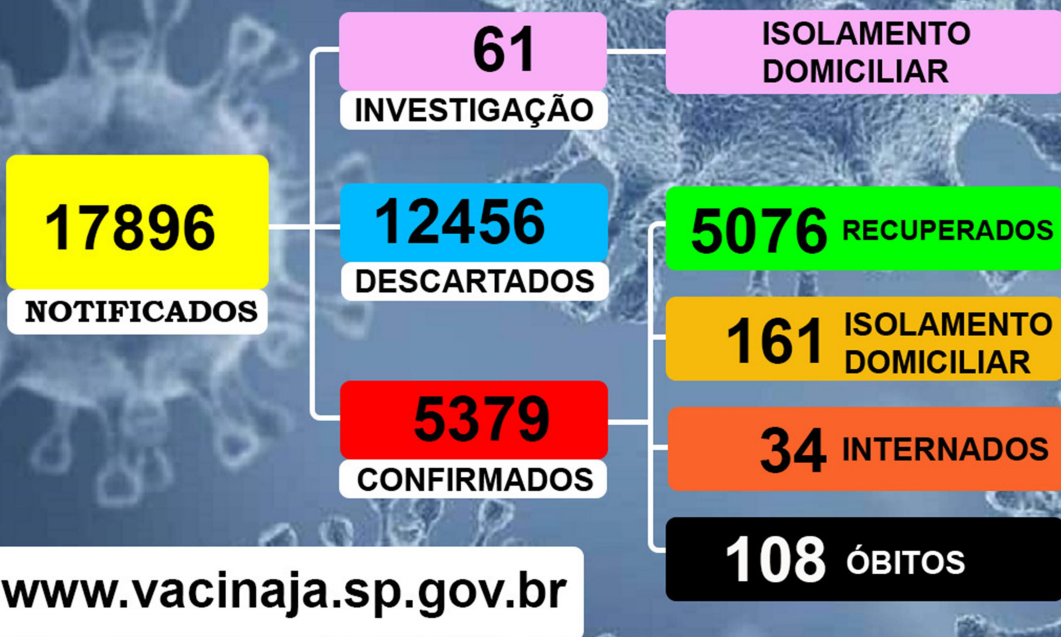 61
INVESTIGAÇÃO
ISOLAMENTO
DOMICILIAR
17896
NOTIFICADOS
12456
DESCARTADOS
5379
CONFIRMADOS
5076 RECUPERADOS
161 ISOLAMENTO
DOMICILIAR
34 INTERNADOS
108 ÓBITOS
www.vacinaja.sp.gov.br